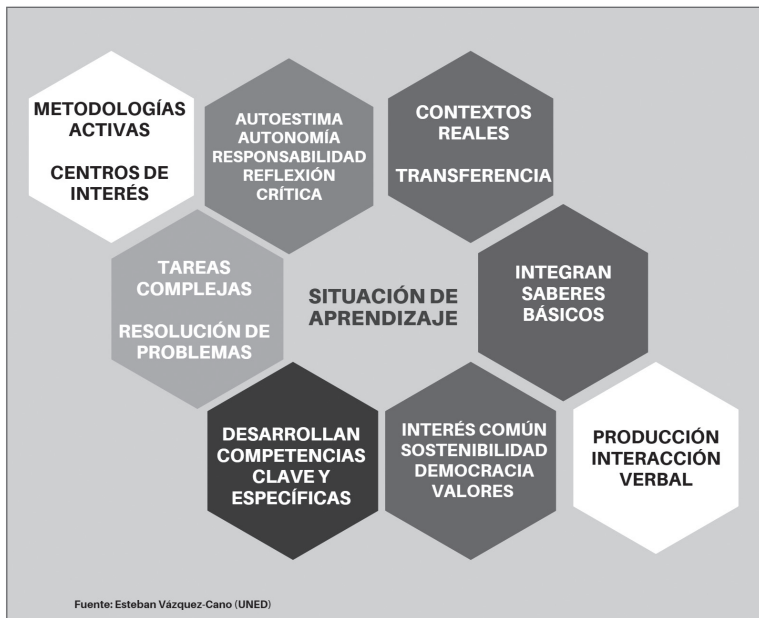 METODOLOGÍAS
ACTIVAS
CENTROS DE
INTERÉS
AUTOESTIMA
AUTONOMÍA
RESPONSABILIDAD
REFLEXIÓN
CRÍTICA
CONTEXTOS
REALES
TRANSFERENCIA
TAREAS
COMPLEJAS
RESOLUCIÓN DE
PROBLEMAS
SITUACIÓN DE
APRENDIZAJE
INTEGRAN
SABERES
BÁSICOS
DESARROLLAN
COMPETENCIAS
CLAVE Y
ESPECÍFICAS
INTERÉS COMÚN
SOSTENIBILIDAD
DEMOCRACIA
VALORES
PRODUCCIÓN
INTERACCIÓN
VERBAL
Fuente: Esteban Vázquez-Cano (UNED)